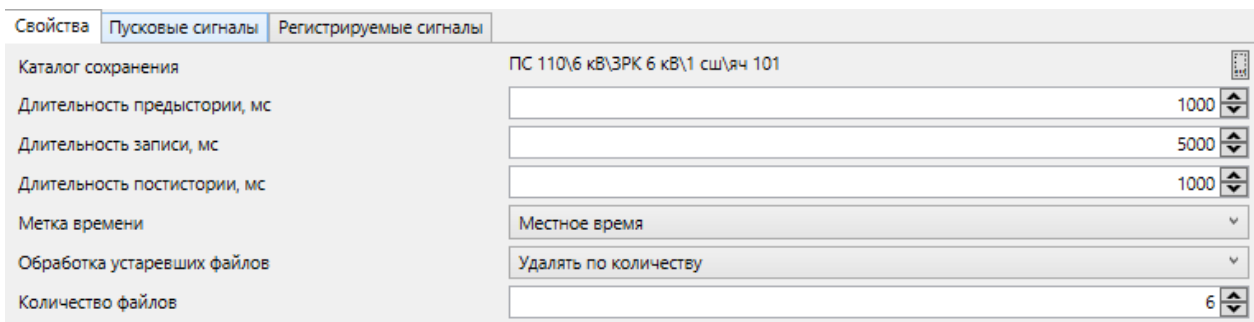 Свойства Пусковые сигналы Регистрируемые сигналы
Каталог сохранения ПС 110\6 кВ\ЗРК 6 кВ\1 сш\яч 101
Длительность предыстории, мс 1000
Длительность записи, мс 5000
Длительность постистории, мс 1000
Метка времени Местное время
Обработка устаревших файлов Удалять по количеству
Количество файлов 6